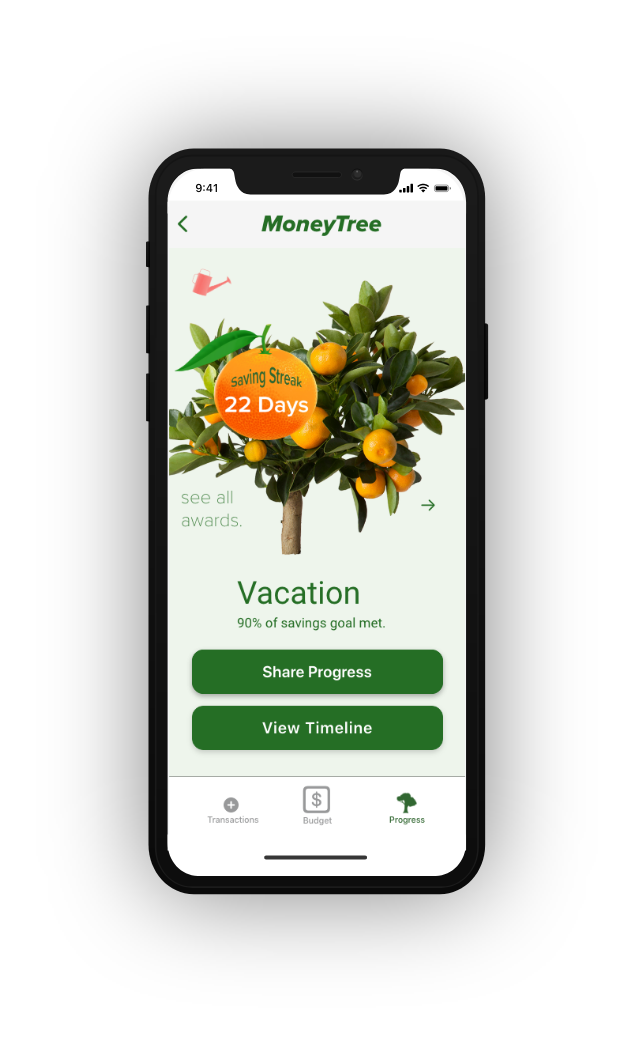 9:41
MoneyTree
Saving Streak
22 Days
see all
awards.
Vacation
90% of savings goal met.
Share Progress
View Timeline
$
Transactions
Budget
Progress